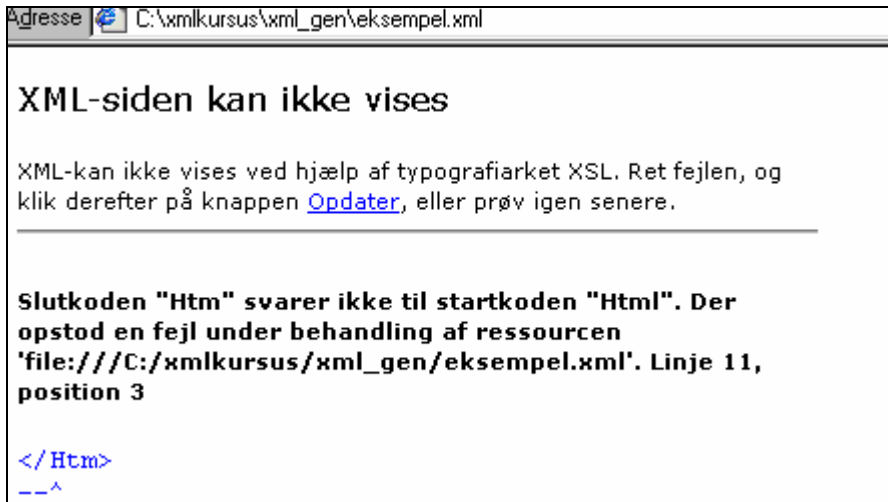 Adresse C:\xmlkursus\xml_gen\eksempel.xml
XML-siden kan ikke vises
XML-kan ikke vises ved hjælp af typografiarket XSL. Ret fejlen, og
klik derefter på knappen Opdater, eller prøv igen senere.
Slutkoden "Htm" svarer ikke til startkoden "Html". Der
opstod en fejl under behandling af ressourcen
'file:///C:/xmlkursus/xml_gen/eksempel.xml'. Linje 11,
position 3
</Htm>
--^